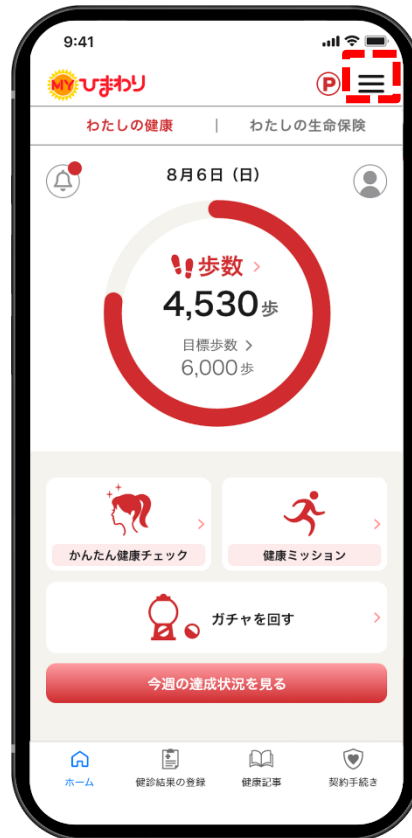 9:41
MYひまわり
P
わたしの健康 | わたしの生命保険
8月6日（日）
歩数
4,530歩
目標歩数
6,000歩
かんたん健康チェック
健康ミッション
ガチャを回す
今週の達成状況を見る
ホーム
健診結果の登録
健康記事
契約手続き